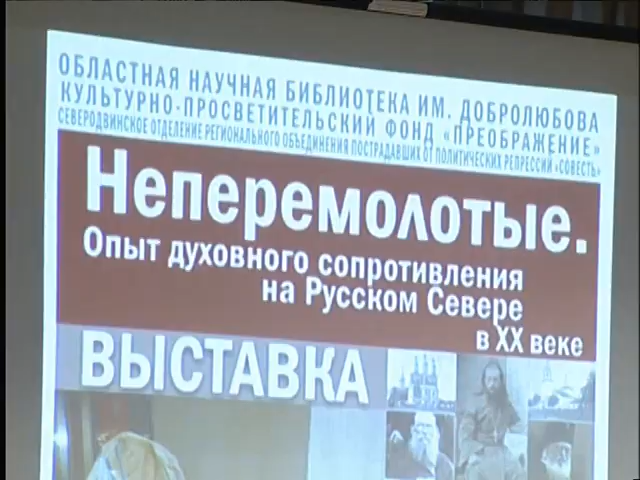 ОБЛАСТНАЯ НАУЧНАЯ БИБЛИОТЕКА ИМ. ДОБРОЛЮБОВА
КУЛЬТУРНО-ПРОСВЕТИТЕЛЬСКИЙ ФОНД «ПРЕОБРАЖЕНИЕ»
СЕВЕРОДВИНСКОЕ ОТДЕЛЕНИЕ РЕГИОНАЛЬНОГО ОБЪЕДИНЕНИЯ ПОСТРАДАВШИХ ОТ ПОЛИТИЧЕСКИХ РЕПРЕССИЙ «СОВЕСТЬ»
Неперемолотые.
Опыт духовного сопротивления
на Русском Севере
в XX веке
ВЫСТАВКА